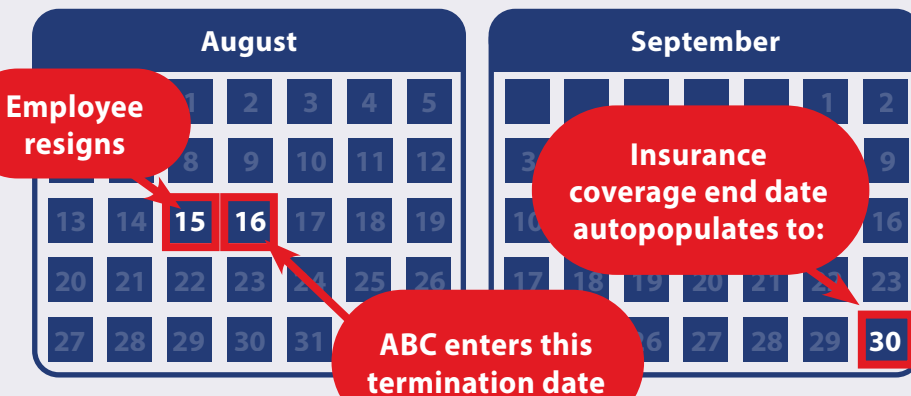 August
September
Employee
resigns
1 2 3 4 5
1 2
8 9 10 11 12
3
9
Insurance
coverage end date
autopopulates to:
13 14 15 16 17 18 19
10
16
20 21 22 23 24 25 26
17 18 19 20 21 22 23
27 28 29 30 31
26 27 28 29 30
ABC enters this
termination date